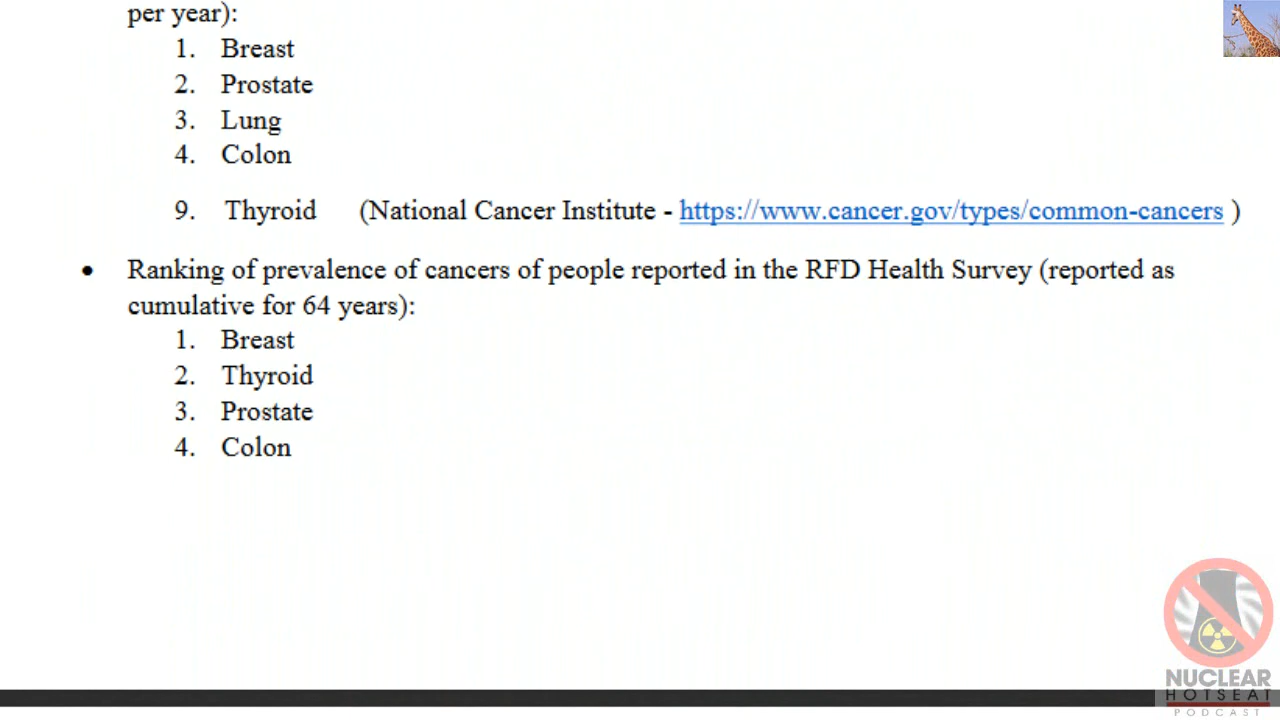 per year):
1. Breast
2. Prostate
3. Lung
4. Colon
9. Thyroid (National Cancer Institute - https://www.cancer.gov/types/common-cancers )
• Ranking of prevalence of cancers of people reported in the RFD Health Survey (reported as
cumulative for 64 years):
1. Breast
2. Thyroid
3. Prostate
4. Colon
NUCLEAR
HOTSEAT
PODCAST